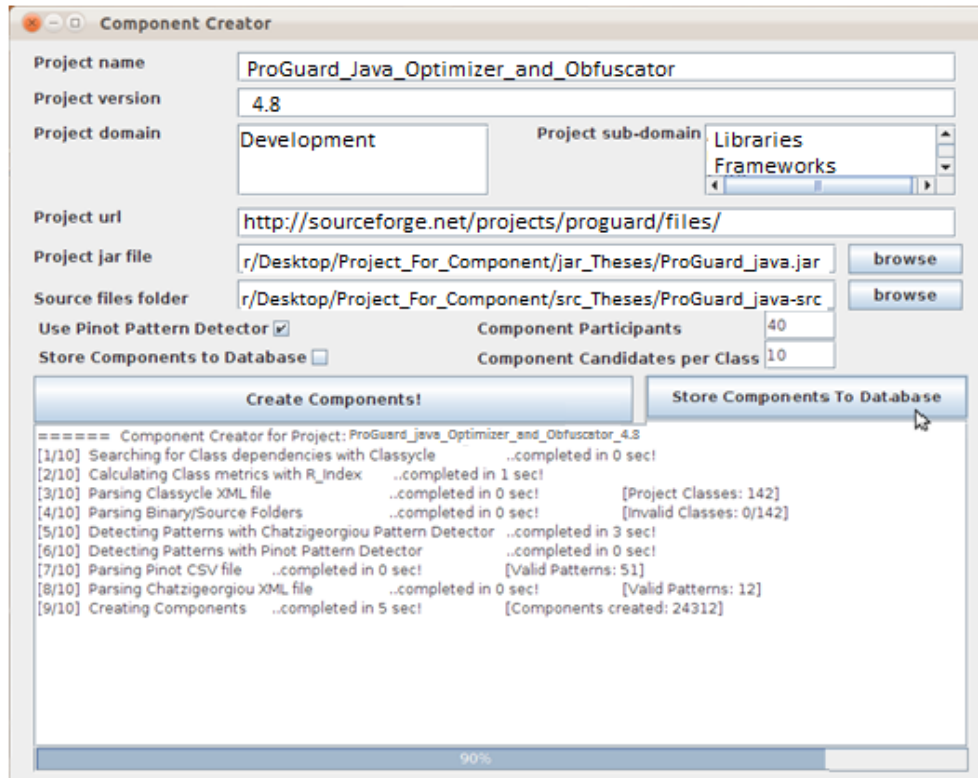 Component Creator
Project name ProGuard_Java_Optimizer_and_Obfuscator
Project version 4.8
Project domain Development Project sub-domain Libraries
Frameworks
Project url http://sourceforge.net/projects/proguard/files/
Project jar file r/Desktop/Project_For_Component/jar_Theses/ProGuard_java.jar browse
Source files folder r/Desktop/Project_For_Component/src_Theses/ProGuard_java-src browse
Use Pinot Pattern Detector Component Participants 40
Store Components to Database Component Candidates per Class 10
Create Components! Store Components To Database
====== Component Creator for Project: ProGuard_java_Optimizer_and_Obfuscator_4.8
[1/10] Searching for Class dependencies with Classycle ..completed in 0 sec!
[2/10] Calculating Class metrics with R_Index ..completed in 1 sec!
[3/10] Parsing Classycle XML file ..completed in 0 sec! [Project Classes: 142]
[4/10] Parsing Binary/Source Folders ..completed in 0 sec! [Invalid Classes: 0/142]
[5/10] Detecting Patterns with Chatzigeorgiou Pattern Detector ..completed in 3 sec!
[6/10] Detecting Patterns with Pinot Pattern Detector ..completed in 0 sec!
[7/10] Parsing Pinot CSV file ..completed in 0 sec! [Valid Patterns: 51]
[8/10] Parsing Chatzigeorgiou XML file ..completed in 0 sec! [Valid Patterns: 12]
[9/10] Creating Components ..completed in 5 sec! [Components created: 24312]
90%